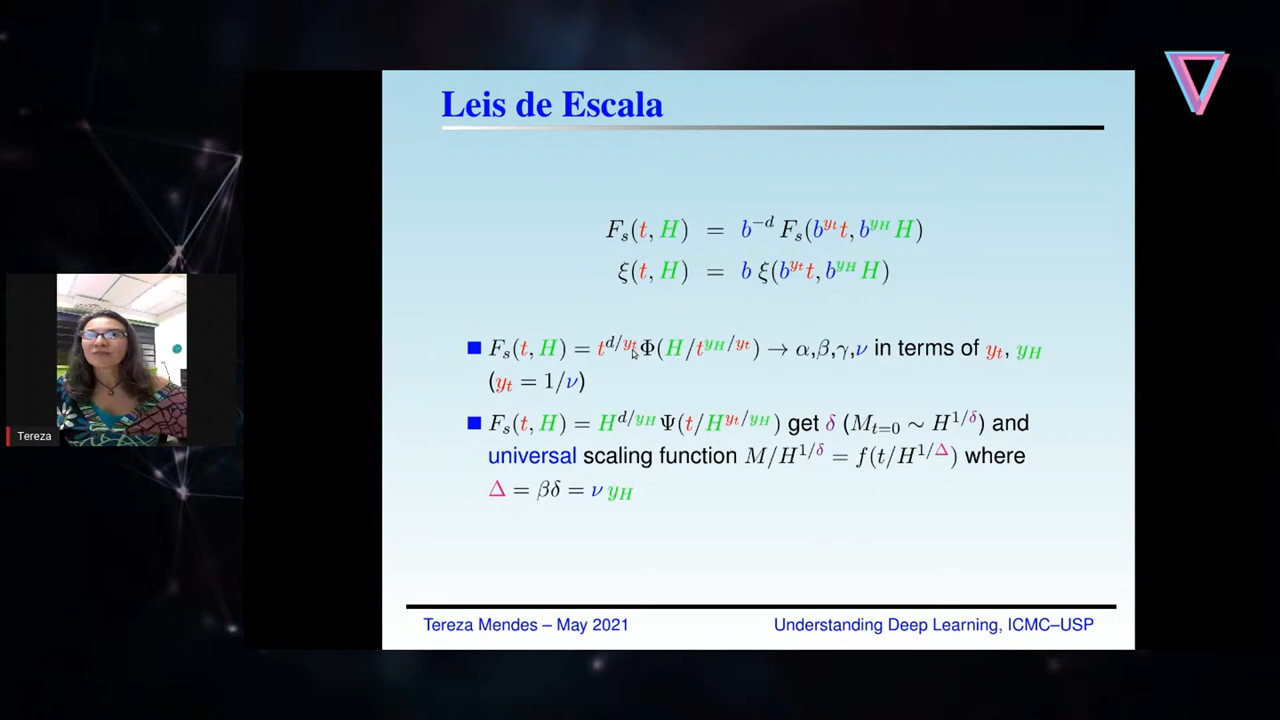 Leis de Escala
F_s(t, H) = b^{-d} F_s(b^{y_t} t, b^{y_H} H)
ξ(t, H) = b ξ(b^{y_t} t, b^{y_H} H)
F_s(t, H) = t^{d/y_t} Φ(H/t^{y_H/y_t}) → α,β,γ,ν in terms of y_t, y_H
(y_t = 1/ν)
F_s(t, H) = H^{d/y_H} Ψ(t/H^{y_t/y_H}) get δ (M_{t=0} ∼ H^{1/δ}) and
universal scaling function M/H^{1/δ} = f(t/H^{1/Δ}) where
Δ = βδ = ν y_H
Tereza
Tereza Mendes – May 2021 Understanding Deep Learning, ICMC–USP